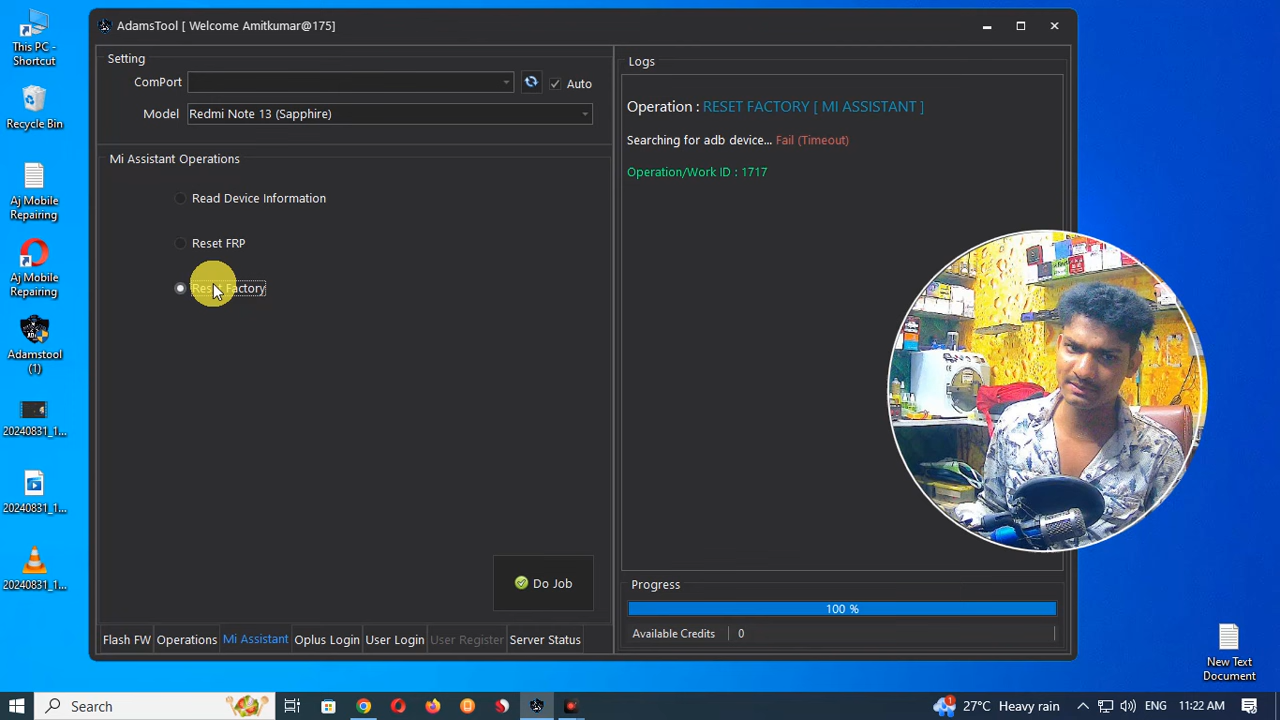 This PC -
Shortcut
Recycle Bin
Aj Mobile
Repairing
Aj Mobile
Repairing
Adamstool
(1)
20240831_1...
20240831_1...
20240831_1...
AdamsTool [ Welcome Amitkumar@175]
Setting
ComPort
Auto
Model
Redmi Note 13 (Sapphire)
Mi Assistant Operations
Read Device Information
Reset FRP
Reset Factory
Do Job
Flash FW
Operations
Mi Assistant
Oplus Login
User Login
User Register
Server Status
Logs
Operation : RESET FACTORY [ MI ASSISTANT ]
Searching for adb device... Fail (Timeout)
Operation/Work ID : 1717
Progress
100 %
Available Credits
0
New Text
Document
Search
1
27°C Heavy rain
ENG
11:22 AM